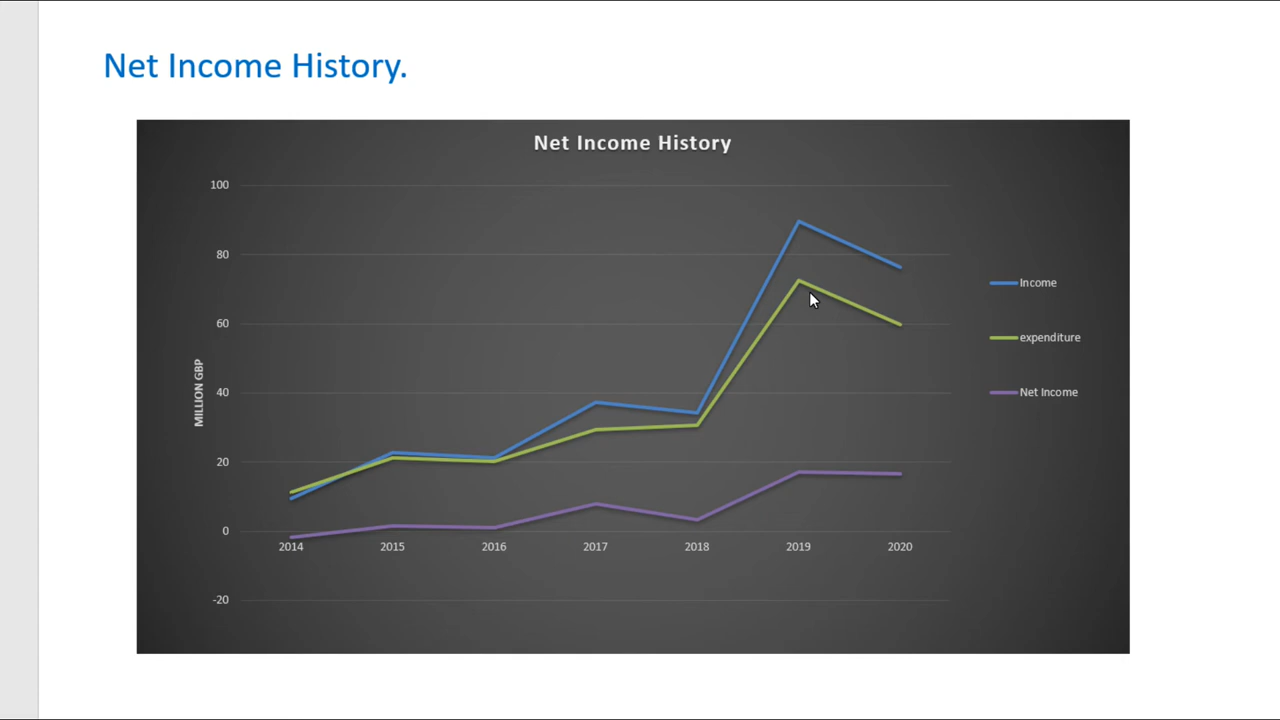 Net Income History.
Net Income History
100
80
60
40
20
0
-20
MILLION GBP
2014 2015 2016 2017 2018 2019 2020
Income
expenditure
Net Income